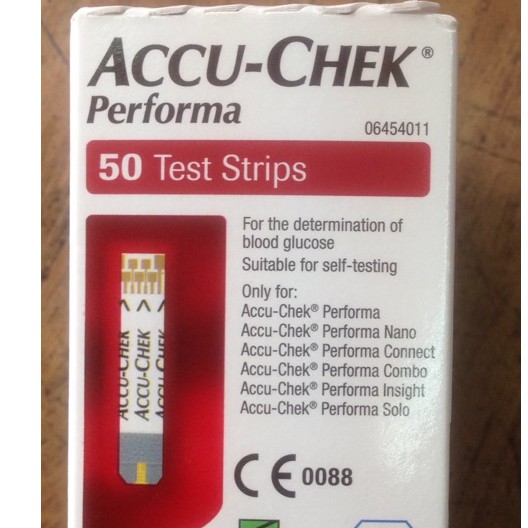 ACCU-CHEK®
Performa
06454011
50 Test Strips
For the determination of
blood glucose
Suitable for self-testing
Only for:
Accu-Chek® Performa
Accu-Chek® Performa Nano
Accu-Chek® Performa Connect
Accu-Chek® Performa Combo
Accu-Chek® Performa Insight
Accu-Chek® Performa Solo
ACCU-CHEK >
ACCU-CHEK >
ACCU-CHEK >
CE 0088